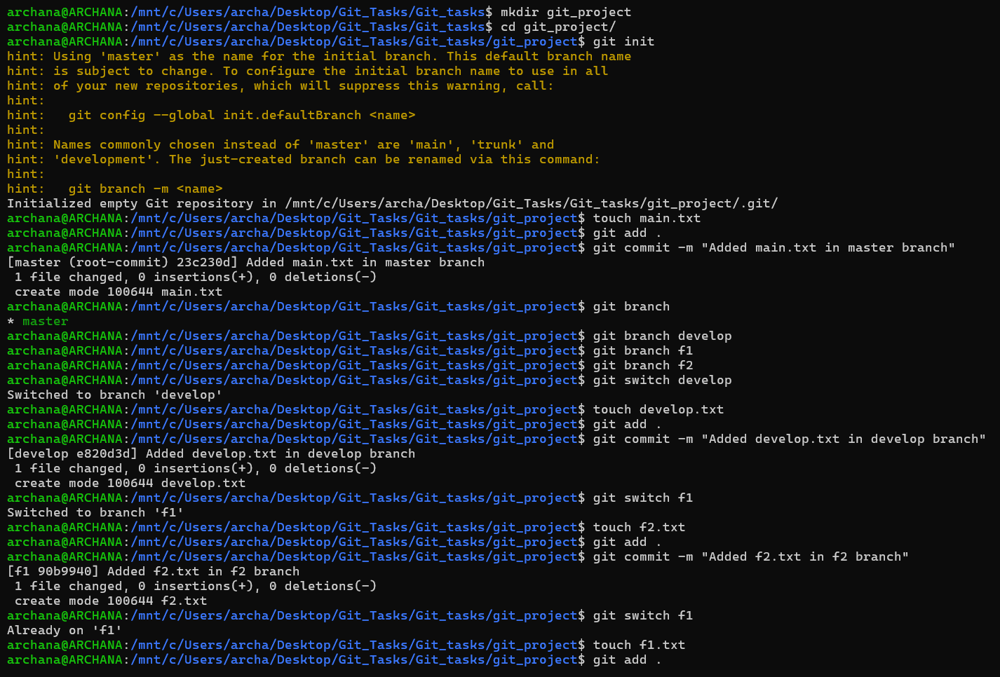 archana@ARCHANA:/mnt/c/Users/archa/Desktop/Git_Tasks/Git_tasks$ mkdir git_project
archana@ARCHANA:/mnt/c/Users/archa/Desktop/Git_Tasks/Git_tasks$ cd git_project/
archana@ARCHANA:/mnt/c/Users/archa/Desktop/Git_Tasks/Git_tasks/git_project$ git init
hint: Using 'master' as the name for the initial branch. This default branch name
hint: is subject to change. To configure the initial branch name to use in all
hint: of your new repositories, which will suppress this warning, call:
hint:
hint:   git config --global init.defaultBranch <name>
hint:
hint: Names commonly chosen instead of 'master' are 'main', 'trunk' and
hint: 'development'. The just-created branch can be renamed via this command:
hint:
hint:   git branch -m <name>
Initialized empty Git repository in /mnt/c/Users/archa/Desktop/Git_Tasks/Git_tasks/git_project/.git/
archana@ARCHANA:/mnt/c/Users/archa/Desktop/Git_Tasks/Git_tasks/git_project$ touch main.txt
archana@ARCHANA:/mnt/c/Users/archa/Desktop/Git_Tasks/Git_tasks/git_project$ git add .
archana@ARCHANA:/mnt/c/Users/archa/Desktop/Git_Tasks/Git_tasks/git_project$ git commit -m "Added main.txt in master branch"
[master (root-commit) 23c230d] Added main.txt in master branch
 1 file changed, 0 insertions(+), 0 deletions(-)
 create mode 100644 main.txt
archana@ARCHANA:/mnt/c/Users/archa/Desktop/Git_Tasks/Git_tasks/git_project$ git branch
* master
archana@ARCHANA:/mnt/c/Users/archa/Desktop/Git_Tasks/Git_tasks/git_project$ git branch develop
archana@ARCHANA:/mnt/c/Users/archa/Desktop/Git_Tasks/Git_tasks/git_project$ git branch f1
archana@ARCHANA:/mnt/c/Users/archa/Desktop/Git_Tasks/Git_tasks/git_project$ git branch f2
archana@ARCHANA:/mnt/c/Users/archa/Desktop/Git_Tasks/Git_tasks/git_project$ git switch develop
Switched to branch 'develop'
archana@ARCHANA:/mnt/c/Users/archa/Desktop/Git_Tasks/Git_tasks/git_project$ touch develop.txt
archana@ARCHANA:/mnt/c/Users/archa/Desktop/Git_Tasks/Git_tasks/git_project$ git add .
archana@ARCHANA:/mnt/c/Users/archa/Desktop/Git_Tasks/Git_tasks/git_project$ git commit -m "Added develop.txt in develop branch"
[develop e820d3d] Added develop.txt in develop branch
 1 file changed, 0 insertions(+), 0 deletions(-)
 create mode 100644 develop.txt
archana@ARCHANA:/mnt/c/Users/archa/Desktop/Git_Tasks/Git_tasks/git_project$ git switch f1
Switched to branch 'f1'
archana@ARCHANA:/mnt/c/Users/archa/Desktop/Git_Tasks/Git_tasks/git_project$ touch f2.txt
archana@ARCHANA:/mnt/c/Users/archa/Desktop/Git_Tasks/Git_tasks/git_project$ git add .
archana@ARCHANA:/mnt/c/Users/archa/Desktop/Git_Tasks/Git_tasks/git_project$ git commit -m "Added f2.txt in f2 branch"
[f1 90b9940] Added f2.txt in f2 branch
 1 file changed, 0 insertions(+), 0 deletions(-)
 create mode 100644 f2.txt
archana@ARCHANA:/mnt/c/Users/archa/Desktop/Git_Tasks/Git_tasks/git_project$ git switch f1
Already on 'f1'
archana@ARCHANA:/mnt/c/Users/archa/Desktop/Git_Tasks/Git_tasks/git_project$ touch f1.txt
archana@ARCHANA:/mnt/c/Users/archa/Desktop/Git_Tasks/Git_tasks/git_project$ git add .